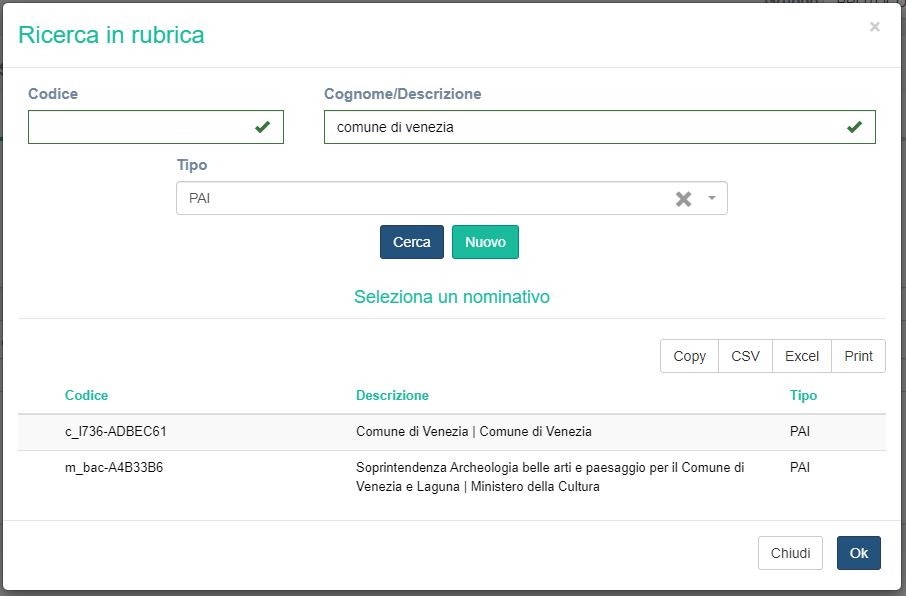 Ricerca in rubrica
×
Codice
Cognome/Descrizione
comune di venezia
Tipo
PAI
Cerca
Nuovo
Seleziona un nominativo
Copy
CSV
Excel
Print
Codice
Descrizione
Tipo
c_l736-ADBEC61
Comune di Venezia | Comune di Venezia
PAI
m_bac-A4B33B6
Soprintendenza Archeologia belle arti e paesaggio per il Comune di
Venezia e Laguna | Ministero della Cultura
PAI
Chiudi
Ok